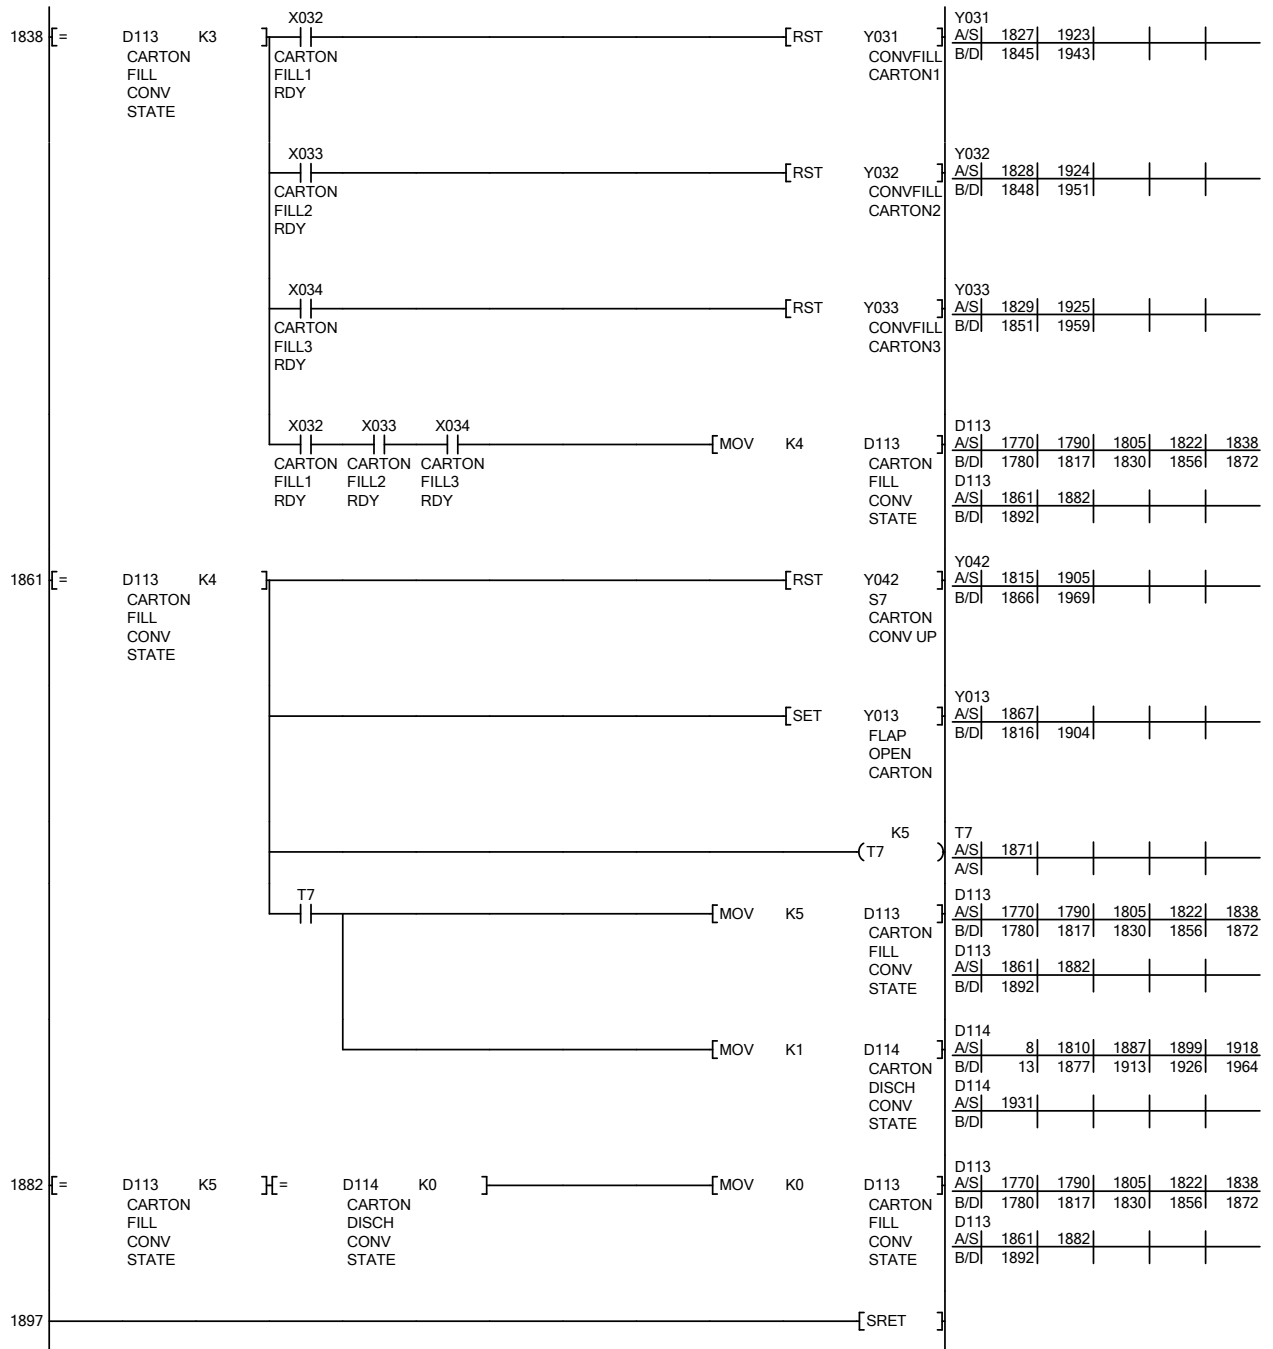 X032 Y031
1838 [= D113 K3 ] [RST Y031 ] A/S 1827 1923
CARTON CARTON CONVFILL B/D 1845 1943
FILL FILL1 CARTON1
CONV RDY
STATE
X033 Y032
[RST Y032 ] A/S 1828 1924
CARTON CONVFILL B/D 1848 1951
FILL2 CARTON2
RDY
X034 Y033
[RST Y033 ] A/S 1829 1925
CARTON CONVFILL B/D 1851 1959
FILL3 CARTON3
RDY
X032 X033 X034 D113
[MOV K4 D113 ] A/S 1770 1790 1805 1822 1838
CARTON CARTON CARTON CARTON B/D 1780 1817 1830 1856 1872
FILL1 FILL2 FILL3 FILL D113
RDY RDY RDY CONV A/S 1861 1882
STATE B/D 1892
Y042
1861 [= D113 K4 ] [RST Y042 ] A/S 1815 1905
CARTON S7 B/D 1866 1969
FILL CARTON
CONV CONV UP
STATE
Y013
[SET Y013 ] A/S 1867
FLAP B/D 1816 1904
OPEN
CARTON
K5 T7
(T7 ) A/S 1871
A/S
T7 D113
[MOV K5 D113 ] A/S 1770 1790 1805 1822 1838
CARTON B/D 1780 1817 1830 1856 1872
FILL D113
CONV A/S 1861 1882
STATE B/D 1892
D114
[MOV K1 D114 ] A/S 8 1810 1887 1899 1918
CARTON B/D 13 1877 1913 1926 1964
DISCH D114
CONV A/S 1931
STATE B/D
D113
1882 [= D113 K5 ][= D114 K0 ] [MOV K0 D113 ] A/S 1770 1790 1805 1822 1838
CARTON CARTON CARTON B/D 1780 1817 1830 1856 1872
FILL DISCH FILL D113
CONV CONV CONV A/S 1861 1882
STATE STATE STATE B/D 1892
1897 [SRET ]